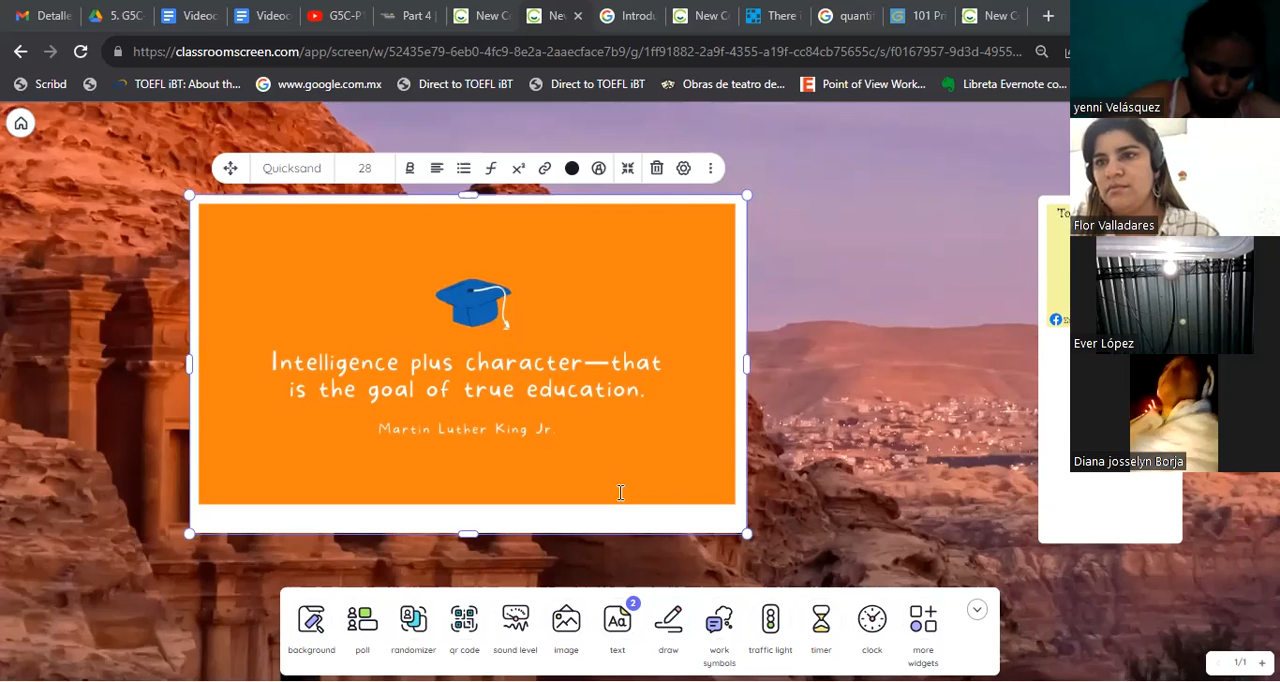 Detalle
5. G5C-
Videoc
Videoc
G5C-P
Part 4
New C
Nev
Introdu
New C
There i
quanti
101 Pri
New C
https://classroomscreen.com/app/screen/w/52435e79-6eb0-4fc9-8e2a-2aaecface7b9/g/1ff91882-2a9f-4355-a19f-cc84cb75655c/s/f0167957-9d3d-4955...
Scribd
TOEFL iBT: About th...
www.google.com.mx
Direct to TOEFL iBT
Direct to TOEFL iBT
Obras de teatro de...
Point of View Work...
Libreta Evernote co...
yenni Velásquez
Flor Valladares
Ever López
Diana josselyn Borja
Quicksand
28
B
To
Intelligence plus character—that
is the goal of true education.
Martin Luther King Jr.
2
background
poll
randomizer
qr code
sound level
image
text
draw
work
symbols
traffic light
timer
clock
more
widgets
1/1